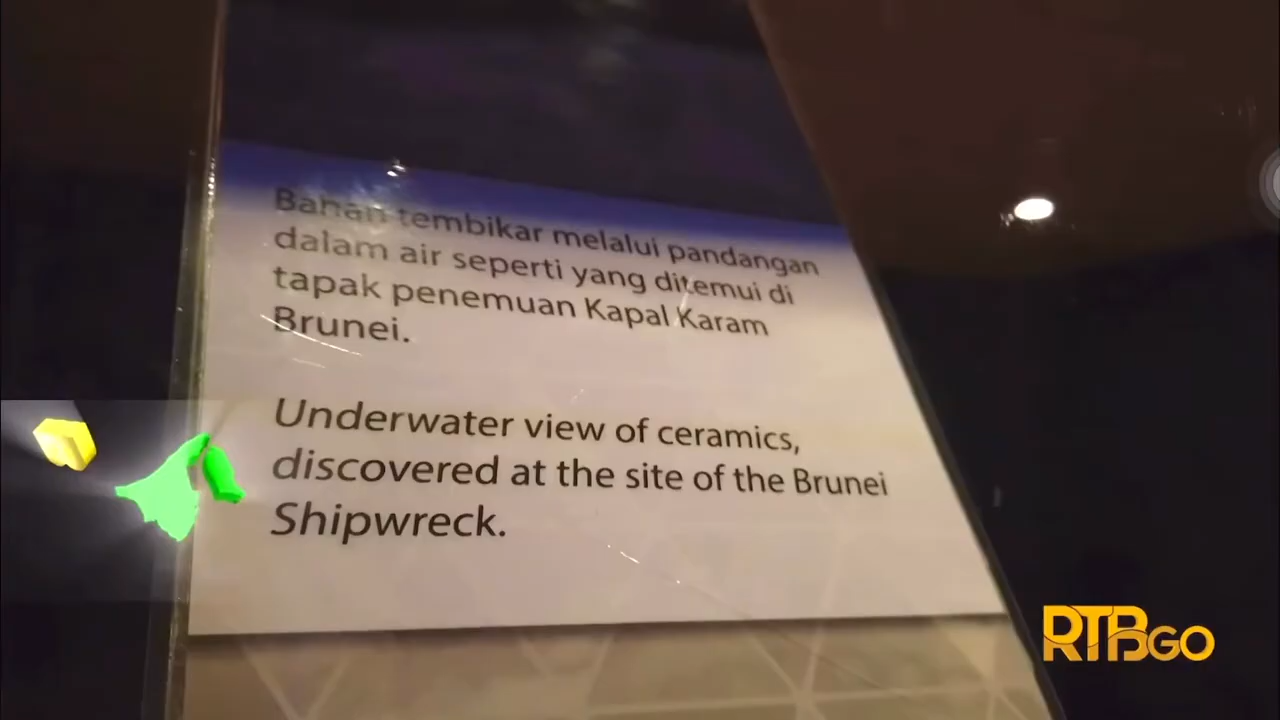 Bahan tembikar melalui pandangan
dalam air seperti yang ditemui di
tapak penemuan Kapal Karam
Brunei.
Underwater view of ceramics,
discovered at the site of the Brunei
Shipwreck.
RTBGO